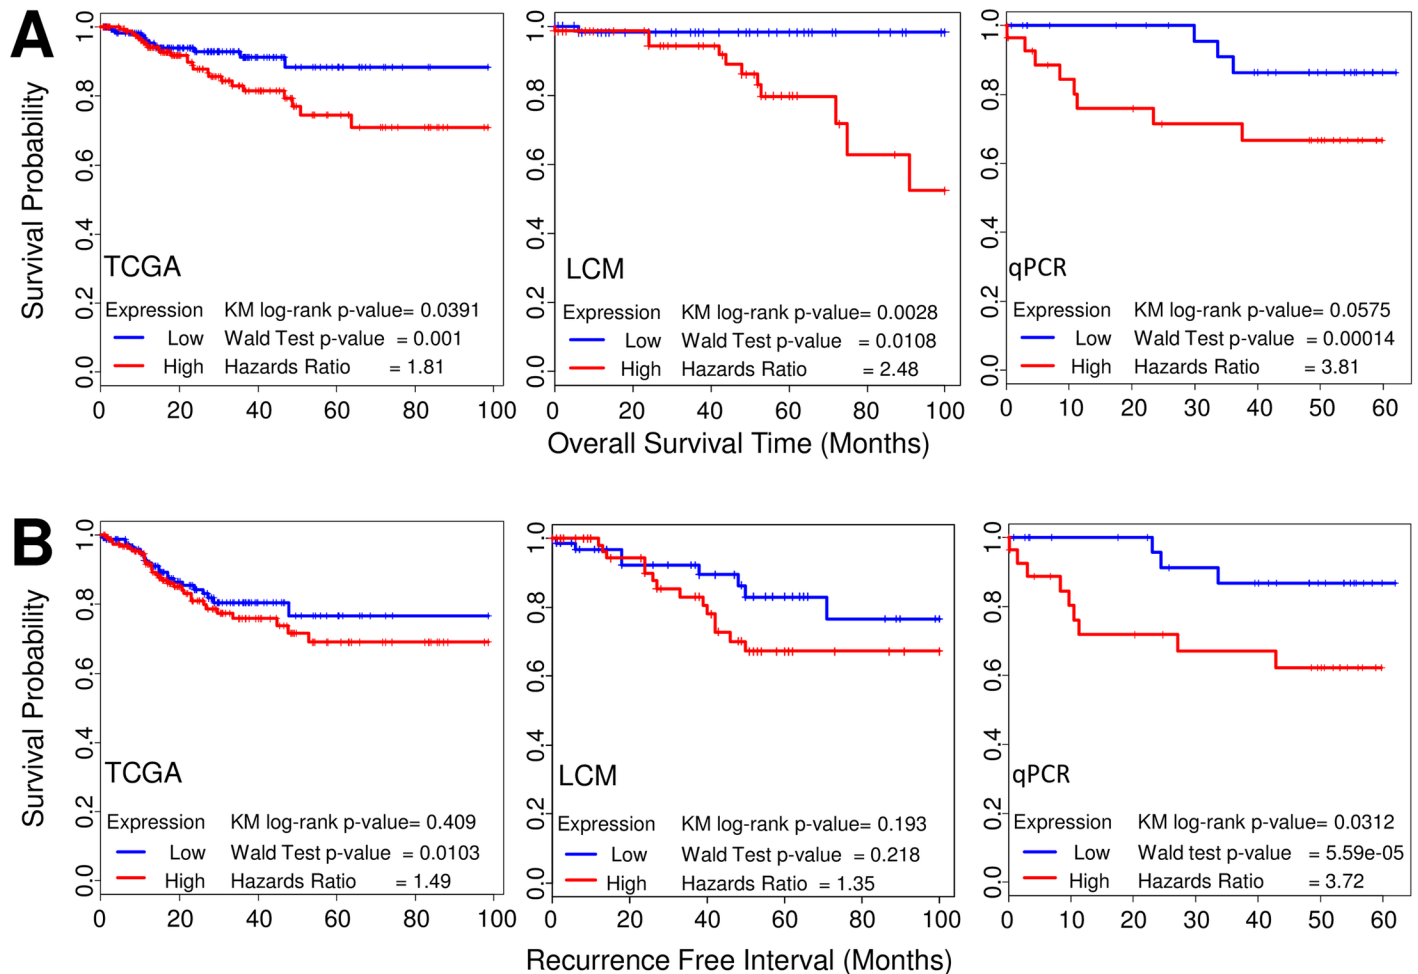 A
Survival Probability
1.0
0.8
0.6
0.4
0.2
0.0
TCGA
Expression KM log-rank p-value= 0.0391
Low Wald Test p-value = 0.001
High Hazards Ratio = 1.81
0 20 40 60 80 100
1.0
0.8
0.6
0.4
0.2
0.0
LCM
Expression KM log-rank p-value= 0.0028
Low Wald Test p-value = 0.0108
High Hazards Ratio = 2.48
0 20 40 60 80 100
1.0
0.8
0.6
0.4
0.2
0.0
qPCR
Expression KM log-rank p-value= 0.0575
Low Wald Test p-value = 0.00014
High Hazards Ratio = 3.81
0 10 20 30 40 50 60
Overall Survival Time (Months)
B
Survival Probability
1.0
0.8
0.6
0.4
0.2
0.0
TCGA
Expression KM log-rank p-value= 0.409
Low Wald Test p-value = 0.0103
High Hazards Ratio = 1.49
0 20 40 60 80 100
1.0
0.8
0.6
0.4
0.2
0.0
LCM
Expression KM log-rank p-value= 0.193
Low Wald Test p-value = 0.218
High Hazards Ratio = 1.35
0 20 40 60 80 100
1.0
0.8
0.6
0.4
0.2
0.0
qPCR
Expression KM log-rank p-value= 0.0312
Low Wald test p-value = 5.59e-05
High Hazards Ratio = 3.72
0 10 20 30 40 50 60
Recurrence Free Interval (Months)